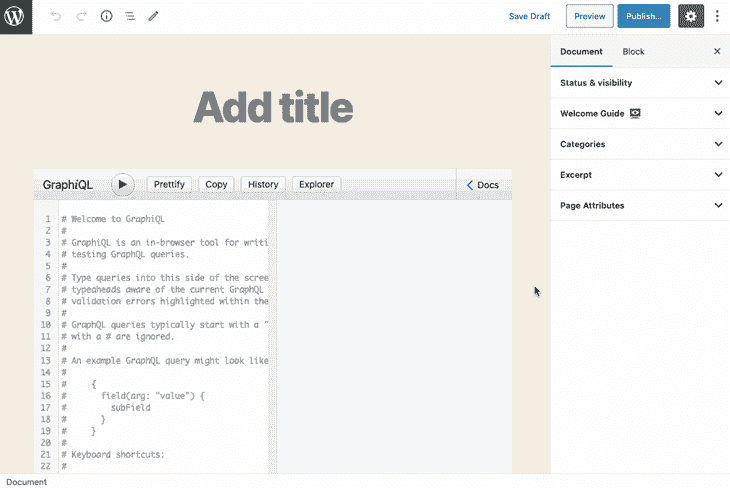 Save Draft
Preview
Publish...
Document
Block
Status & visibility
Welcome Guide
Categories
Excerpt
Page Attributes
Add title
GraphiQL
Prettify
Copy
History
Explorer
Docs
1 # Welcome to GraphiQL
2 #
3 # GraphiQL is an in-browser tool for writi
4 # testing GraphQL queries.
5 #
6 # Type queries into this side of the scree
7 # typeaheads aware of the current GraphQL
8 # validation errors highlighted within the
9 #
10 # GraphQL queries typically start with a "
11 # with a # are ignored.
12 #
13 # An example GraphQL query might look like
14 #
15 # {
16 # field(arg: "value") {
17 # subField
18 # }
19 # }
20 #
21 # Keyboard shortcuts:
22 #
Document